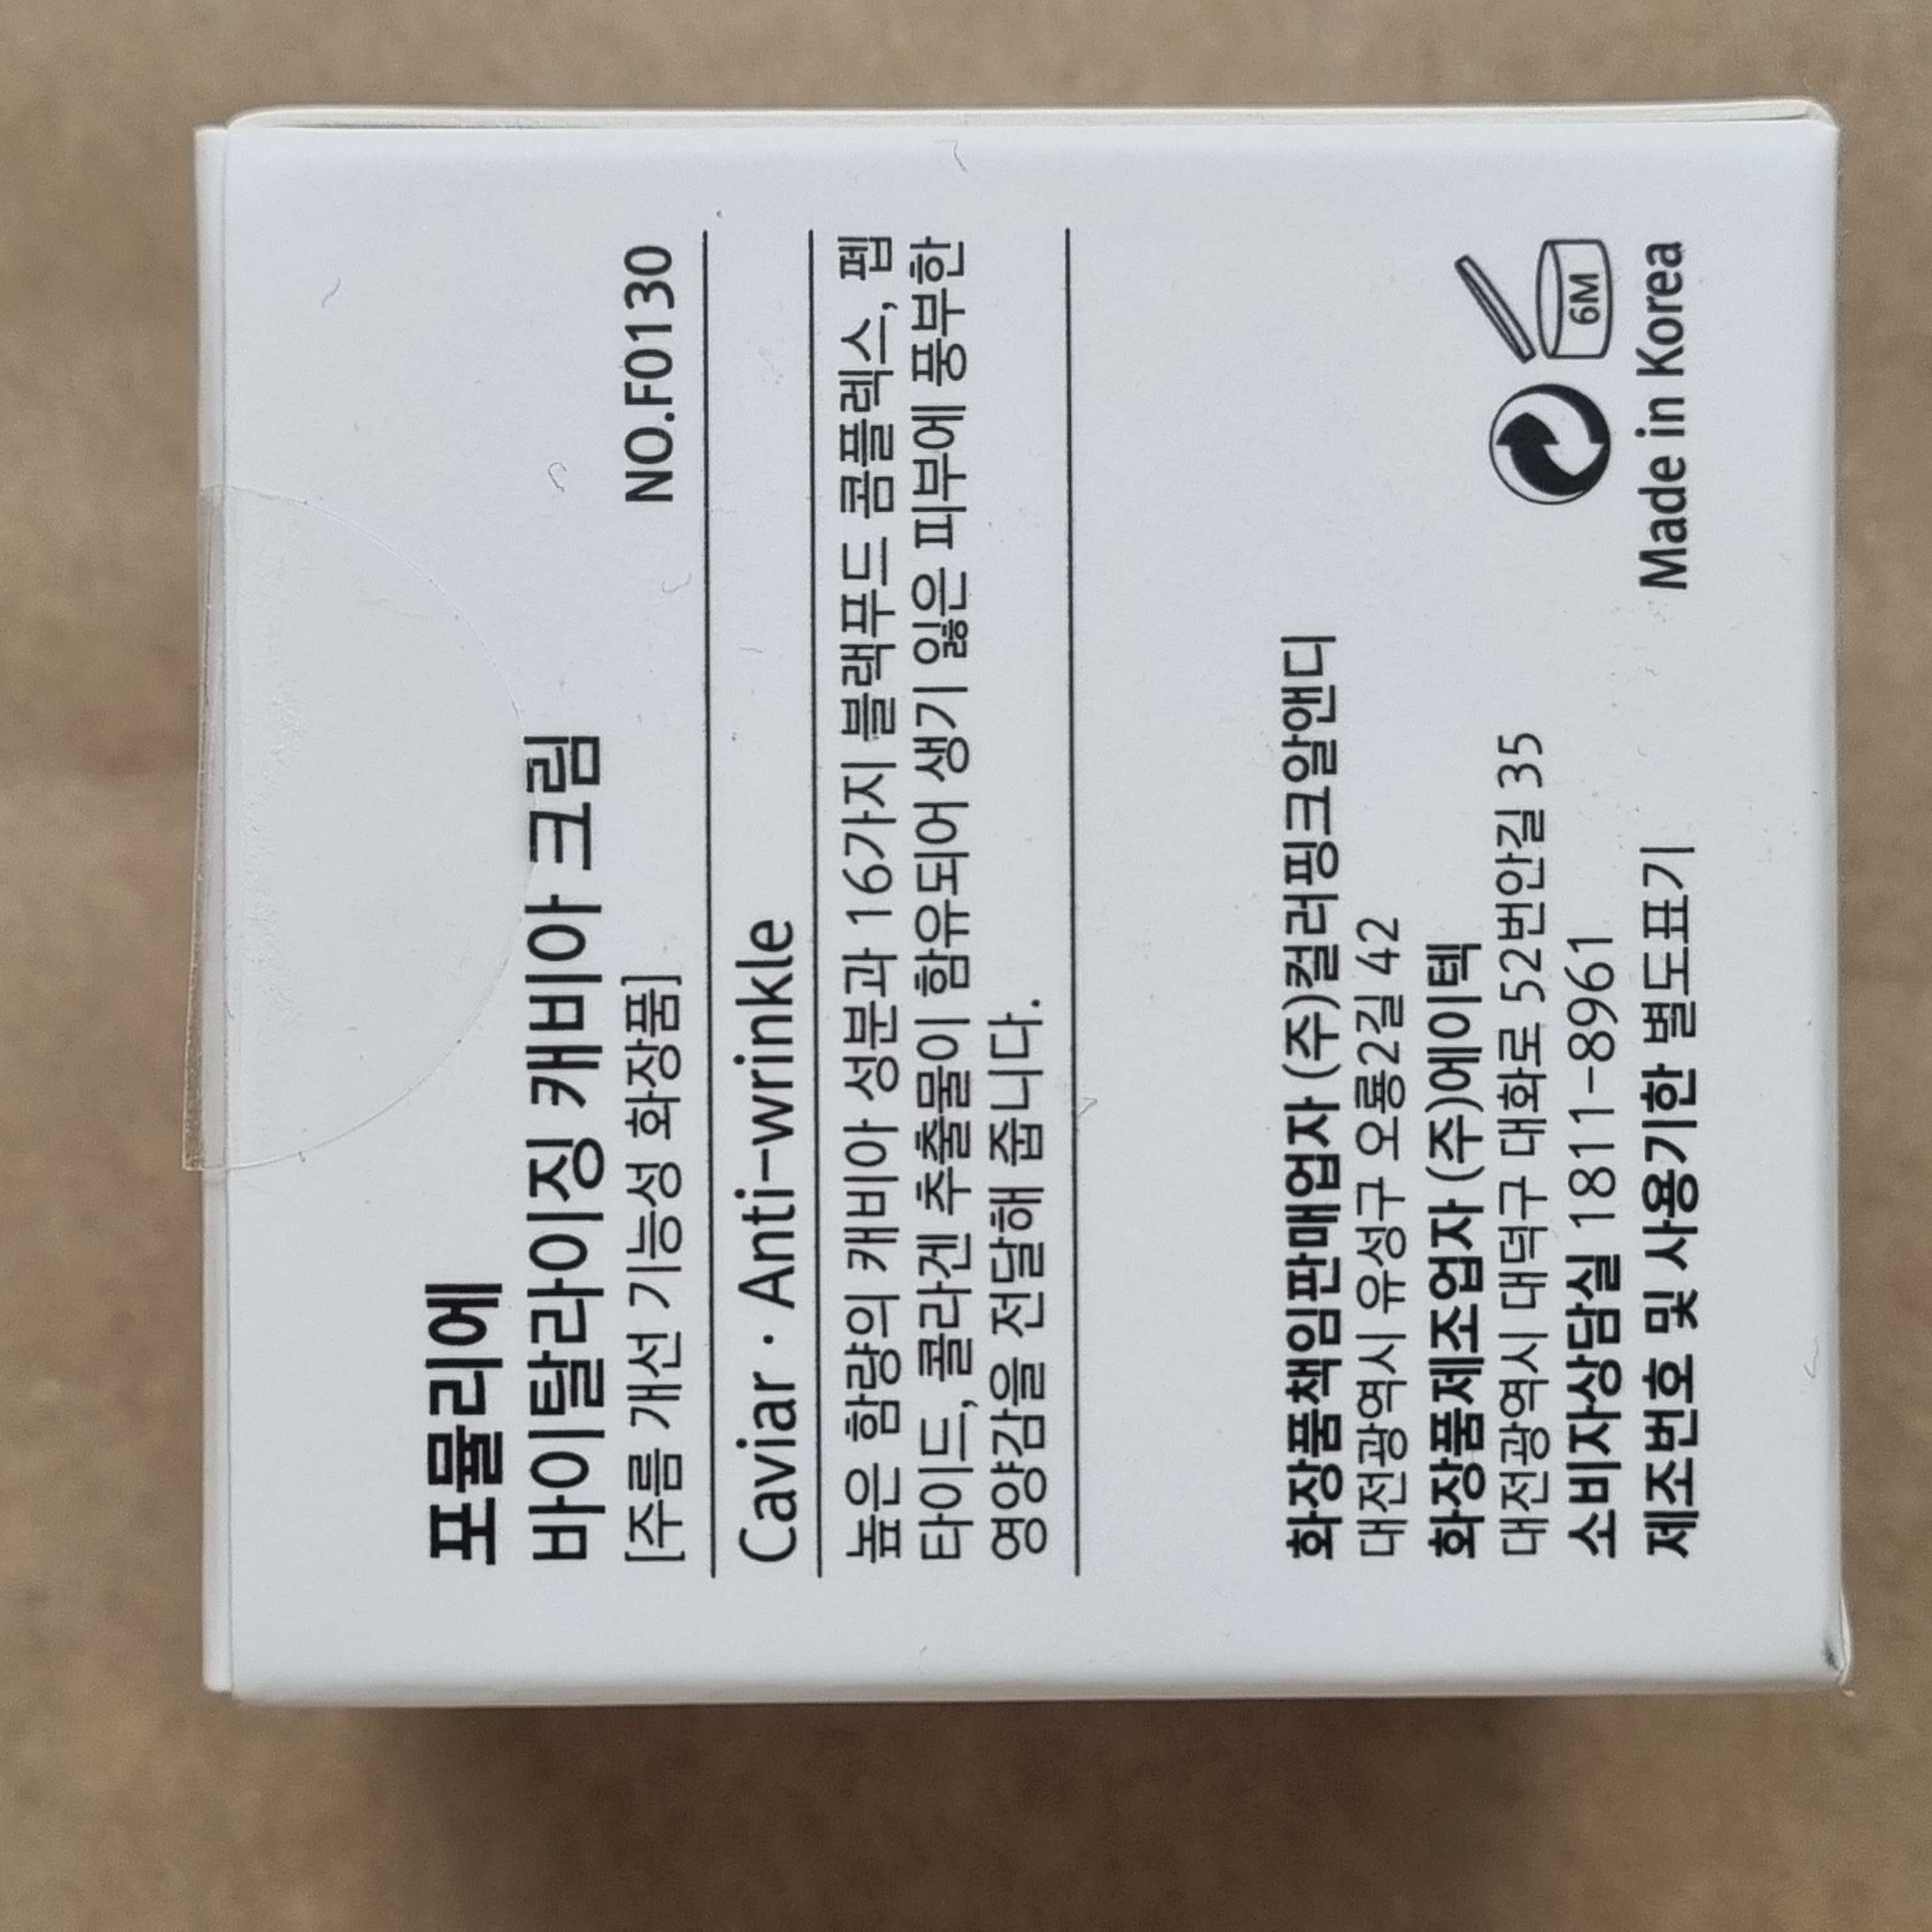 포뮬리에
바이탈라이징 캐비아 크림
[주름 개선 기능성 화장품] NO.F0130
Caviar · Anti-wrinkle
높은 함량의 캐비아 성분과 16가지 블랙푸드 콤플렉스, 펩
타이드, 콜라겐 추출물이 함유되어 생기 잃은 피부에 풍부한
영양감을 전달해 줍니다.
화장품책임판매업자 (주)컬러핑크알앤디
대전광역시 유성구 오룡2길 42
화장품제조업자 (주)에이텍
대전광역시 대덕구 대화로 52번안길 35
소비자상담실 1811-8961
제조번호 및 사용기한 별도표기
6M
Made in Korea